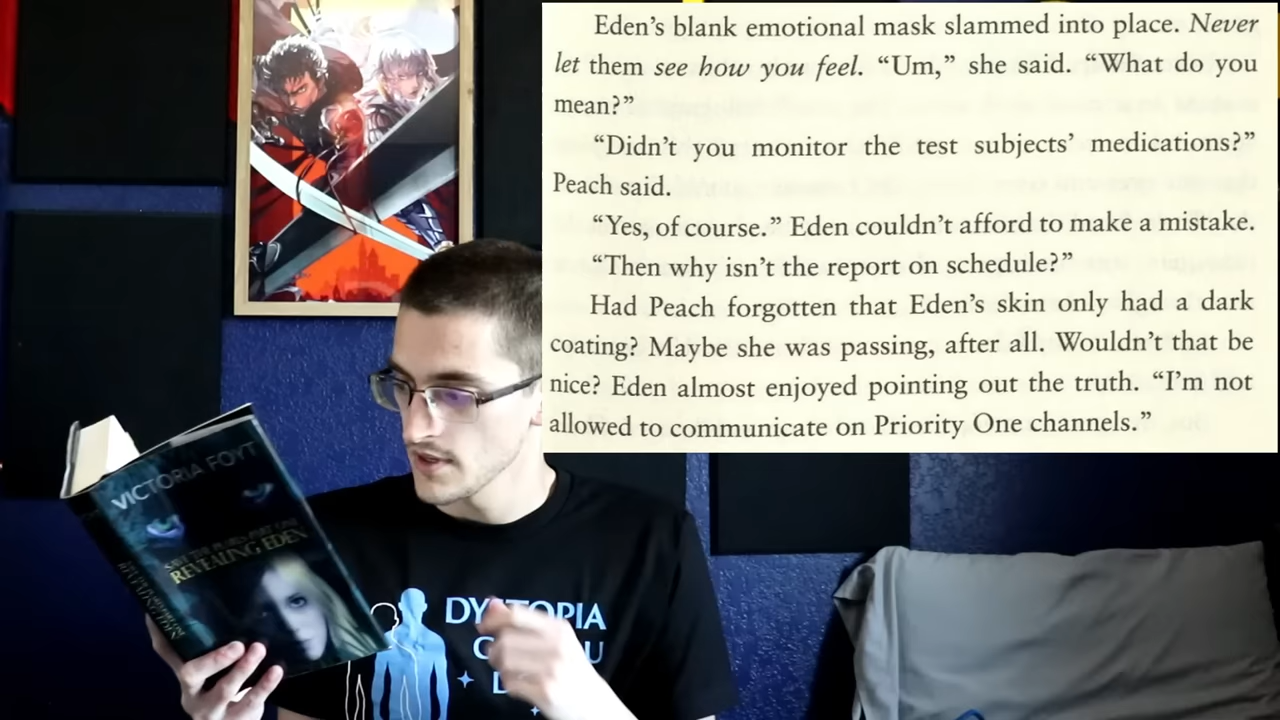 Eden's blank emotional mask slammed into place. Never
let them see how you feel. “Um,” she said. “What do you
mean?”
“Didn't you monitor the test subjects' medications?”
Peach said.
“Yes, of course.” Eden couldn't afford to make a mistake.
“Then why isn't the report on schedule?”
Had Peach forgotten that Eden's skin only had a dark
coating? Maybe she was passing, after all. Wouldn't that be
nice? Eden almost enjoyed pointing out the truth. “I'm not
allowed to communicate on Priority One channels.”
VICTORIA FOYT
REVEALING EDEN
DYSTOPIA